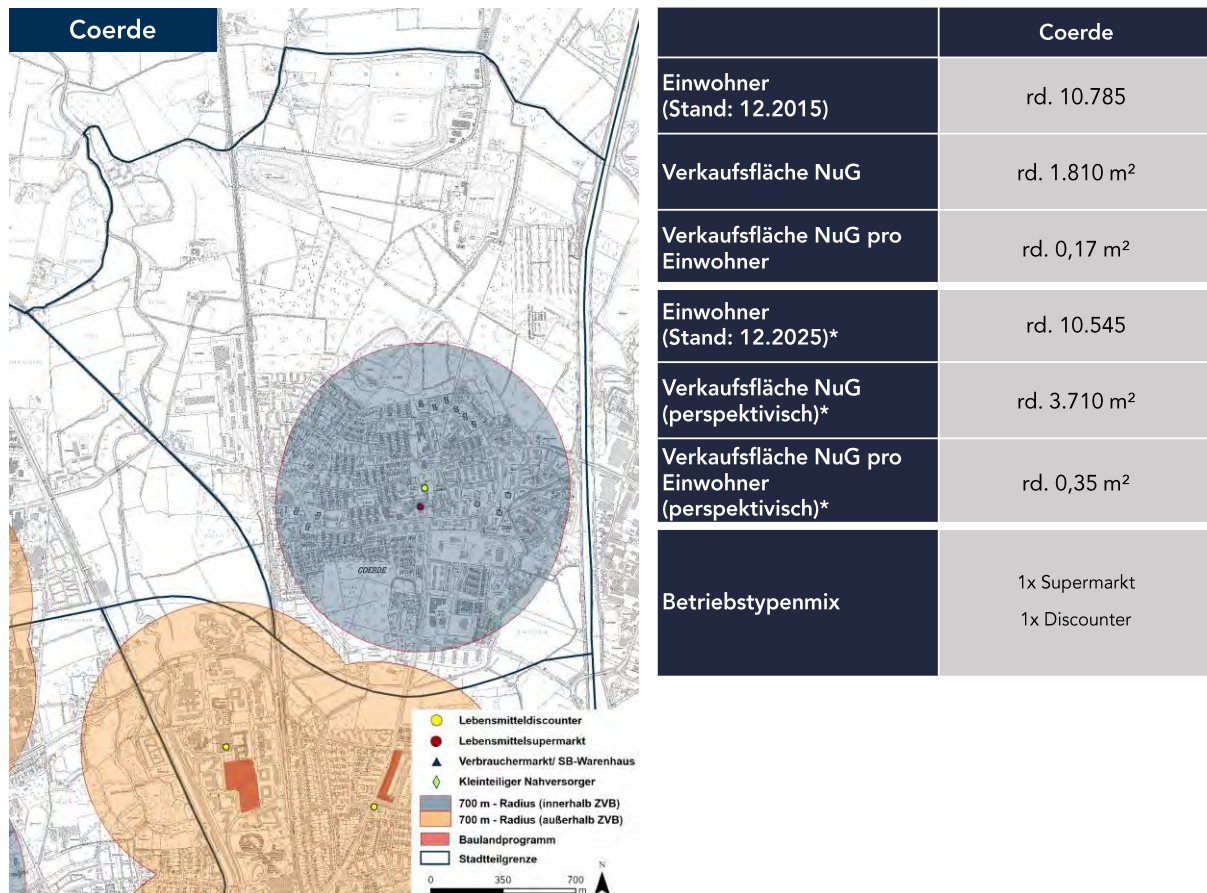 Coerde
COERDE
Lebensmitteldiscounter
Lebensmittelsupermarkt
Verbrauchermarkt/ SB-Warenhaus
Kleinteiliger Nahversorger
700 m - Radius (innerhalb ZVB)
700 m - Radius (außerhalb ZVB)
Baulandprogramm
Stadtteilgrenze
0 350 700
m
N
Coerde
Einwohner
(Stand: 12.2015)
rd. 10.785
Verkaufsfläche NuG
rd. 1.810 m²
Verkaufsfläche NuG pro
Einwohner
rd. 0,17 m²
Einwohner
(Stand: 12.2025)*
rd. 10.545
Verkaufsfläche NuG
(perspektivisch)*
rd. 3.710 m²
Verkaufsfläche NuG pro
Einwohner
(perspektivisch)*
rd. 0,35 m²
Betriebstypenmix
1x Supermarkt
1x Discounter